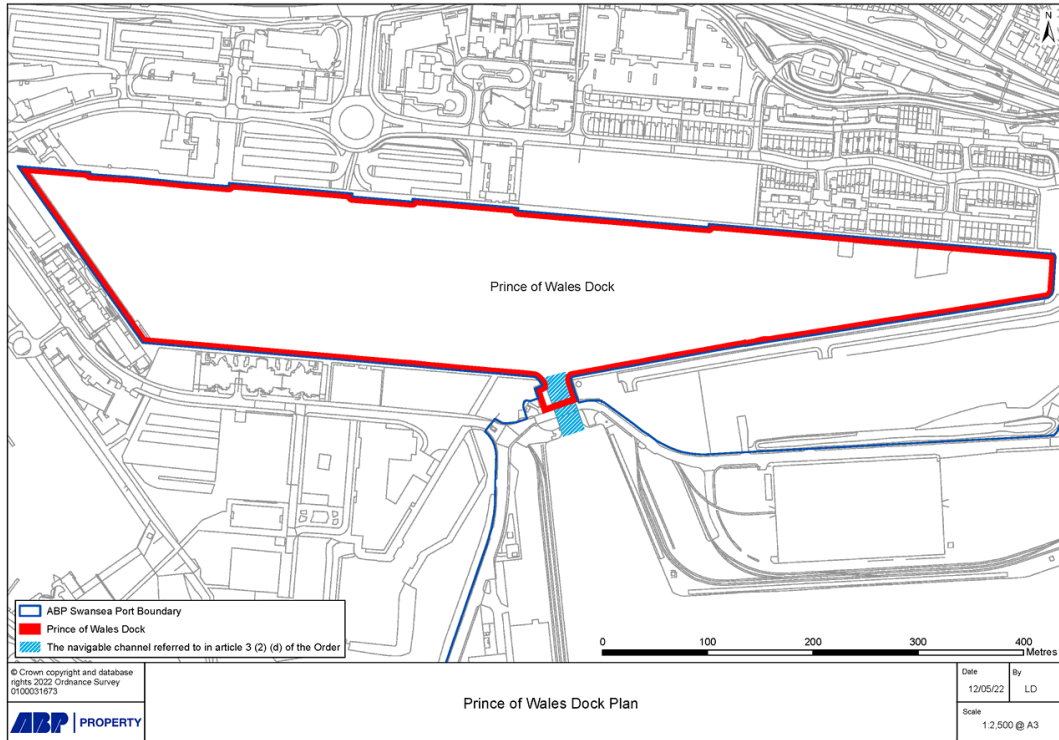 N
Prince of Wales Dock
ABP Swansea Port Boundary
Prince of Wales Dock
The navigable channel referred to in article 3 (2) (d) of the Order
0 100 200 300 400
Metres
© Crown copyright and database
rights 2022 Ordnance Survey
0100031673
ABP | PROPERTY
Prince of Wales Dock Plan
Date By
12/05/22 LD
Scale
1:2,500 @ A3